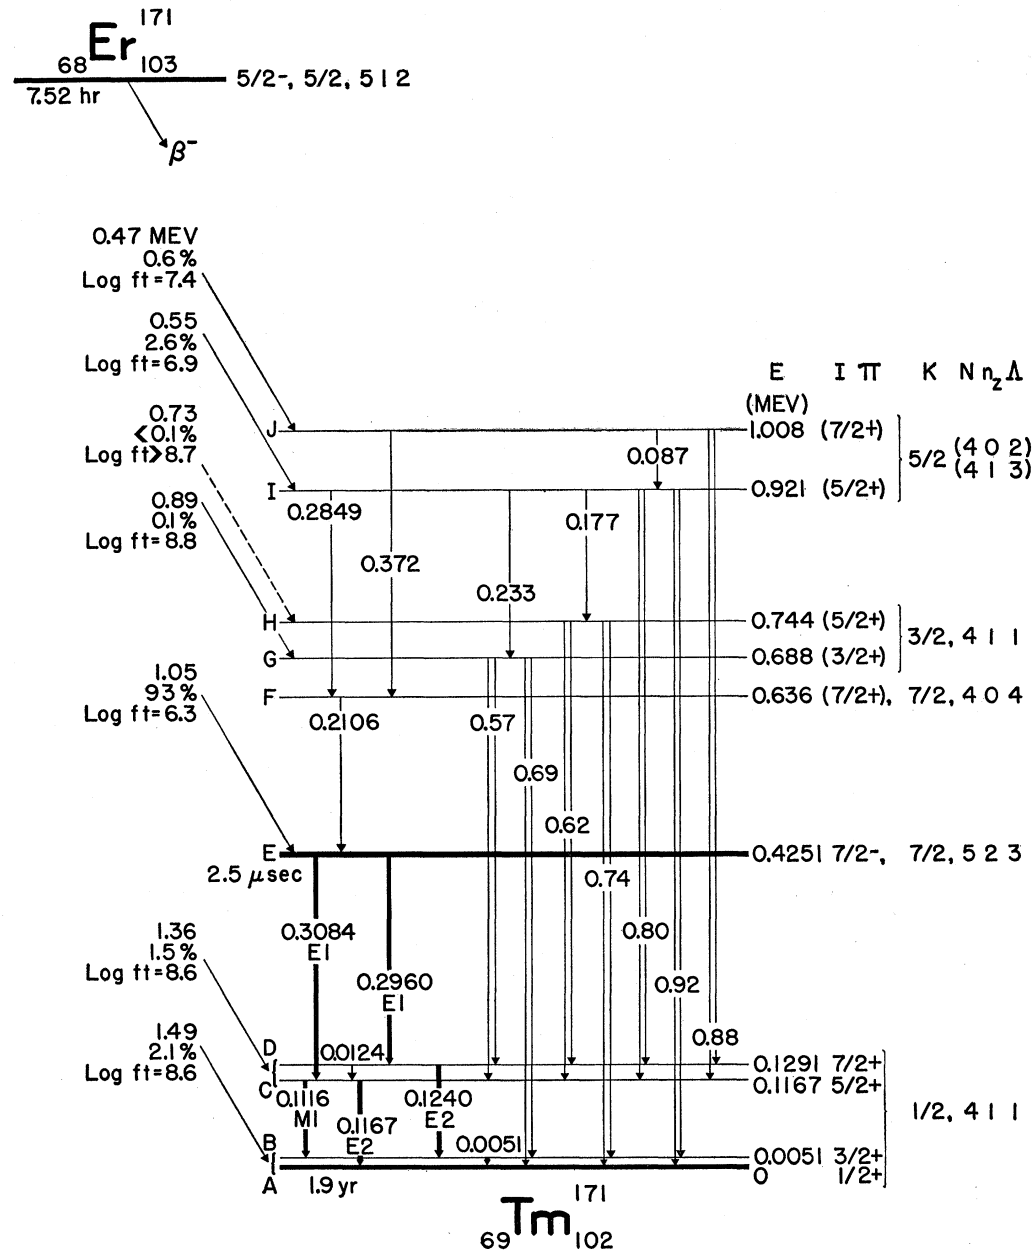 68Er171 103
7.52 hr
5/2-, 5/2, 5 1 2
β-
0.47 MEV
0.6%
Log ft=7.4
0.55
2.6%
Log ft=6.9
0.73
<0.1%
Log ft>8.7
0.89
0.1%
Log ft=8.8
1.05
93%
Log ft=6.3
1.36
1.5%
Log ft=8.6
1.49
2.1%
Log ft=8.6
E I π K N nz Λ
(MEV)
J 1.008 (7/2+)
0.087
5/2 (4 0 2)
(4 1 3)
I 0.921 (5/2+)
0.2849 0.177
0.372
0.233
H 0.744 (5/2+)
3/2, 4 1 1
G 0.688 (3/2+)
F 0.636 (7/2+), 7/2, 4 0 4
0.2106 0.57
0.69
0.62
E 0.4251 7/2-, 7/2, 5 2 3
2.5 μsec 0.74
0.3084 0.80
E1
0.2960 0.92
E1
0.88
D 0.0124 0.1291 7/2+
C 0.1167 5/2+
0.1116 0.1240
M1 E2
1/2, 4 1 1
0.1167
E2
B 0.0051 0.0051 3/2+
A 0 1/2+
1.9 yr
69Tm171 102